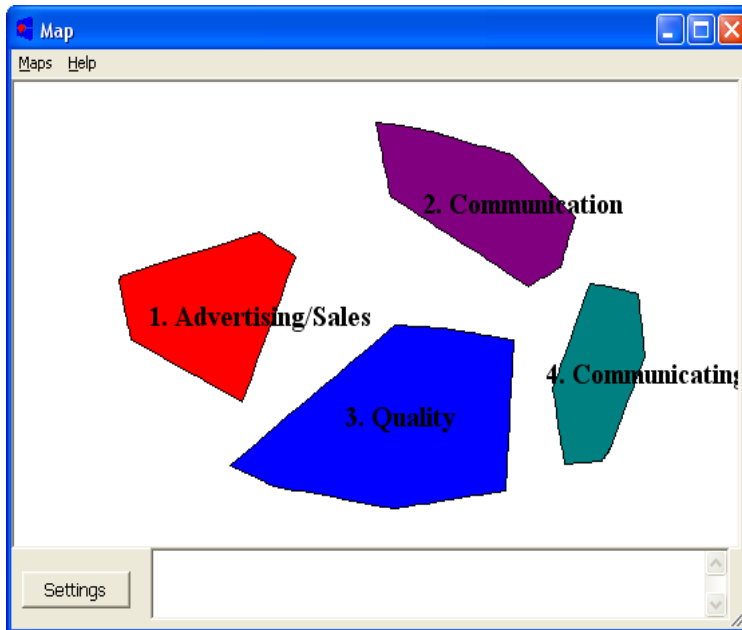 Map
Maps Help
2. Communication
1. Advertising/Sales
4. Communicating
3. Quality
Settings